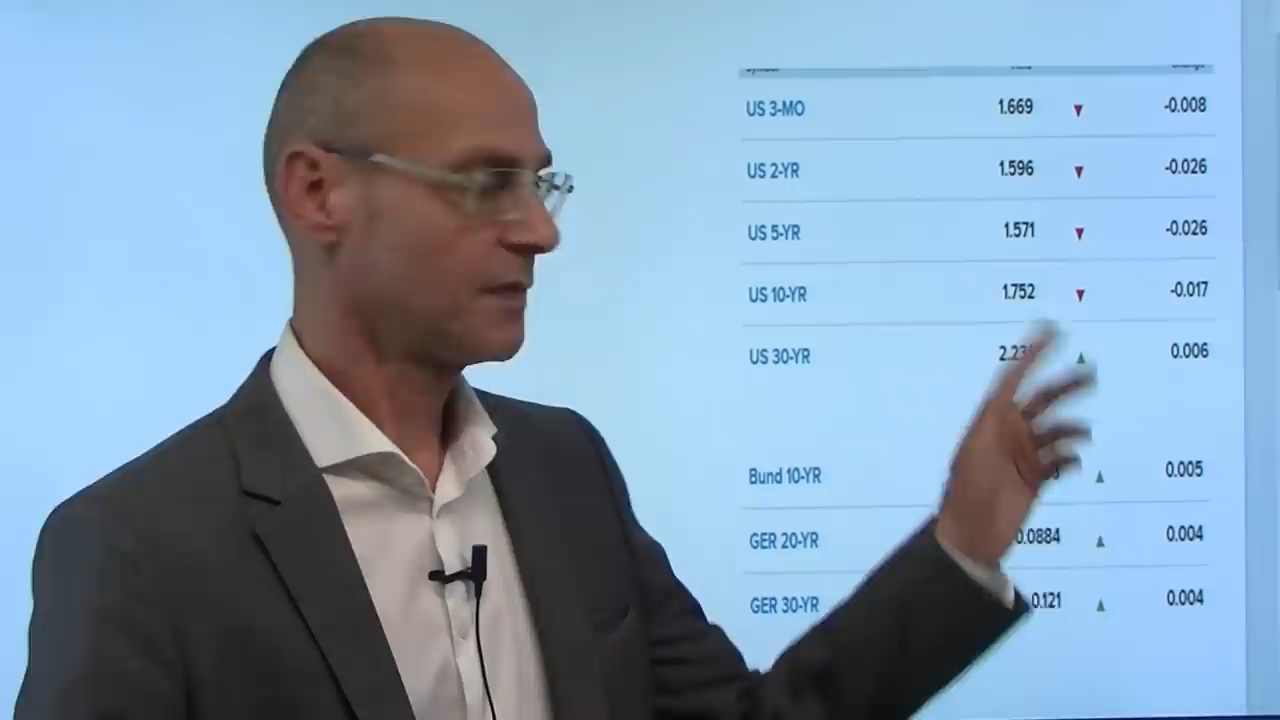 US 3-MO 1.669 ▼ -0.008
US 2-YR 1.596 ▼ -0.026
US 5-YR 1.571 ▼ -0.026
US 10-YR 1.752 ▼ -0.017
US 30-YR ▲ 0.006
Bund 10-YR ▲ 0.005
GER 20-YR 0.0884 ▲ 0.004
GER 30-YR 0.121 ▲ 0.004